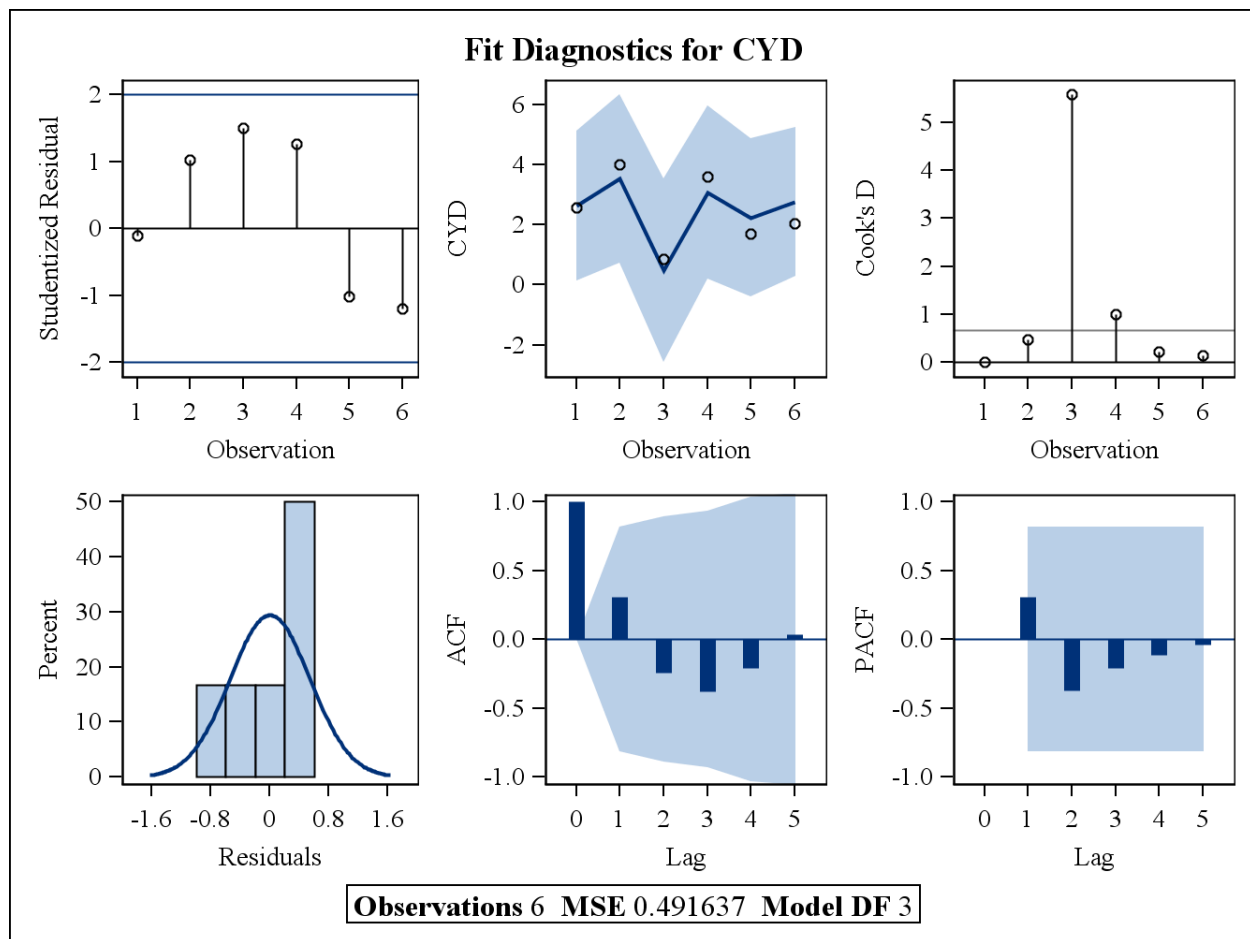 Fit Diagnostics for CYD
Studentized Residual
2
1
0
-1
-2
1 2 3 4 5 6
Observation
CYD
6
4
2
0
-2
1 2 3 4 5 6
Observation
Cook's D
5
4
3
2
1
0
1 2 3 4 5 6
Observation
Percent
50
40
30
20
10
0
-1.6 -0.8 0 0.8 1.6
Residuals
ACF
1.0
0.5
0.0
-0.5
-1.0
0 1 2 3 4 5
Lag
PACF
1.0
0.5
0.0
-0.5
-1.0
0 1 2 3 4 5
Lag
Observations 6 MSE 0.491637 Model DF 3